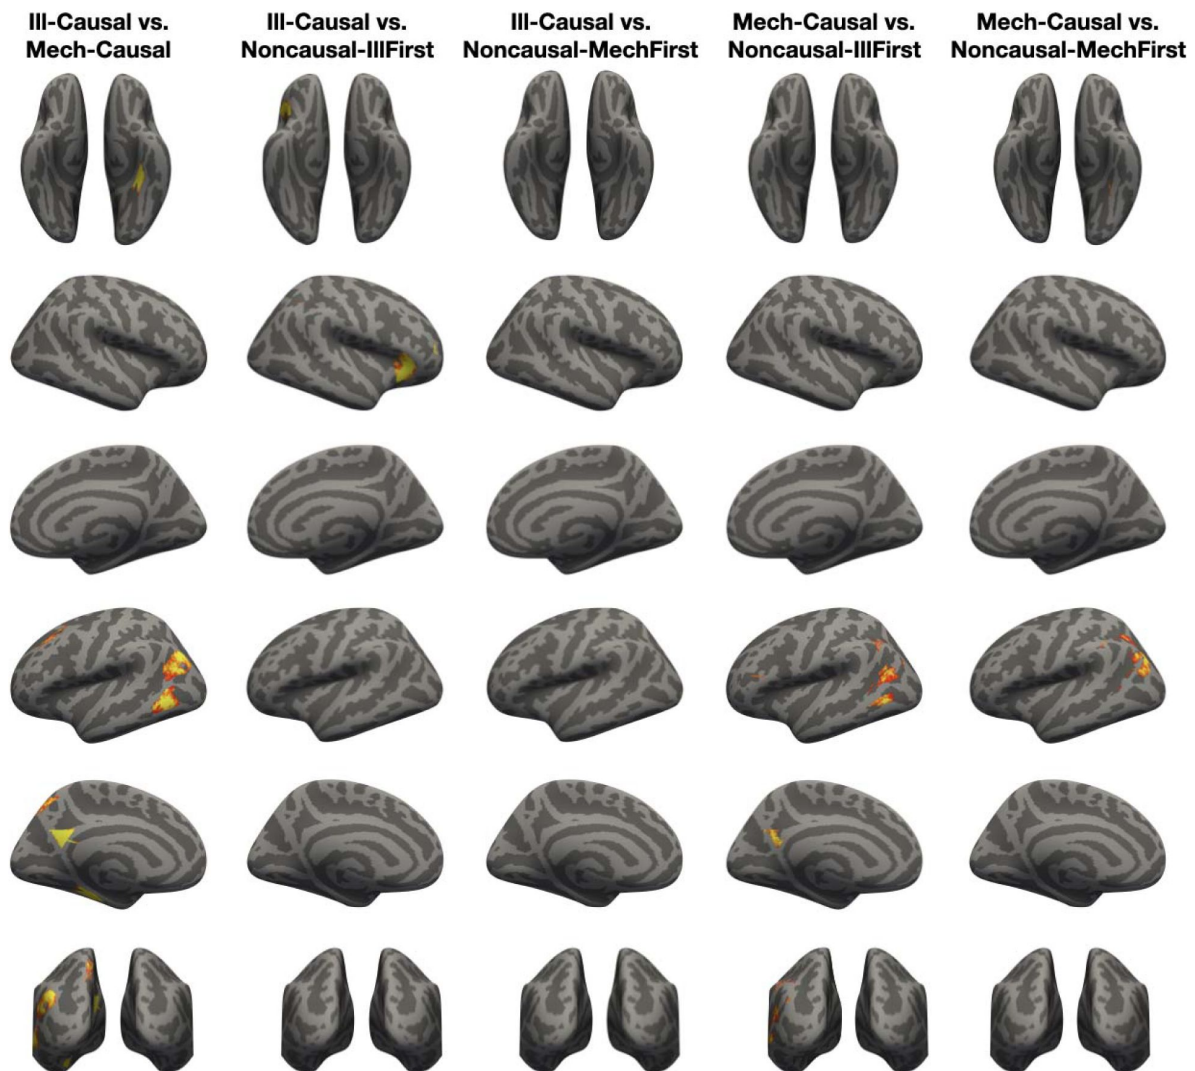 Ill-Causal vs.
Mech-Causal
Ill-Causal vs.
Noncausal-IllFirst
Ill-Causal vs.
Noncausal-MechFirst
Mech-Causal vs.
Noncausal-IllFirst
Mech-Causal vs.
Noncausal-MechFirst